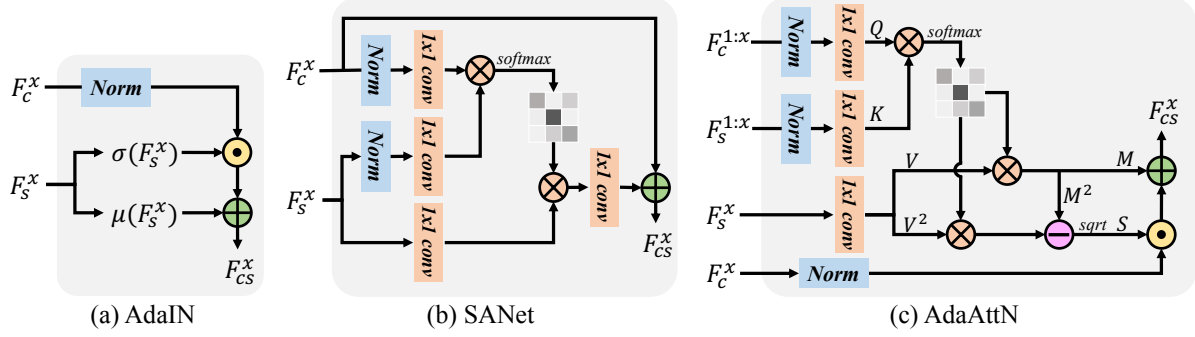 F_c^x
Norm
F_s^x
σ(F_s^x)
μ(F_s^x)
F_cs^x
(a) AdaIN
F_c^x
Norm
1x1 conv
softmax
F_s^x
Norm
1x1 conv
1x1 conv
1x1 conv
F_cs^x
(b) SANet
F_c^{1:x}
Norm
1x1 conv
Q
softmax
F_s^{1:x}
Norm
1x1 conv
K
F_cs^x
F_s^x
1x1 conv
V
M
M^2
V^2
sqrt
S
F_c^x
Norm
(c) AdaAttN